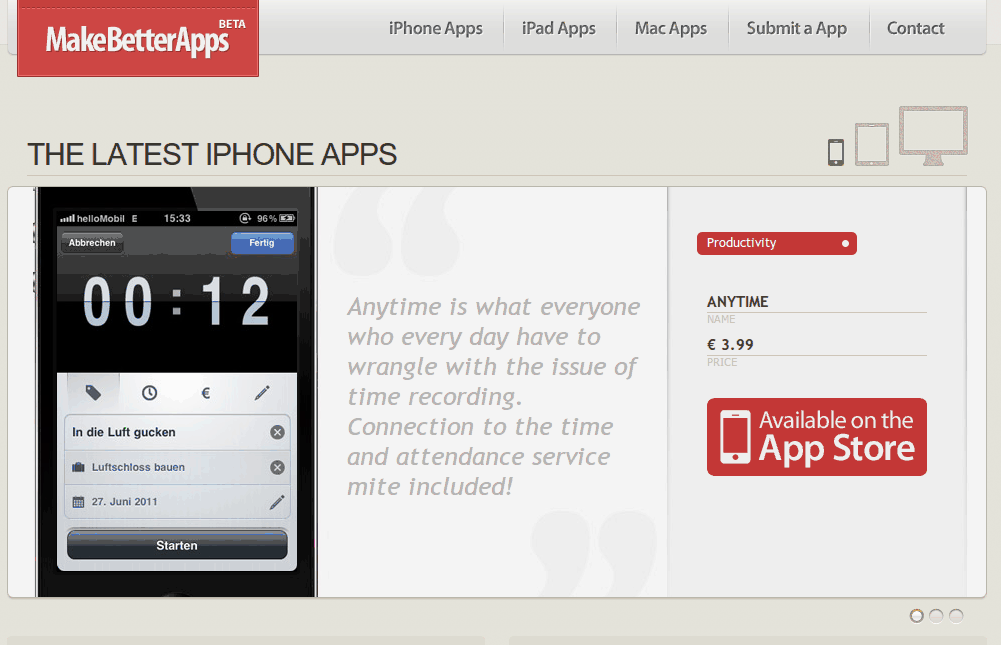 MakeBetterApps BETA
iPhone Apps
iPad Apps
Mac Apps
Submit a App
Contact
THE LATEST IPHONE APPS
helloMobil E 15:33 96%
Abbrechen
Fertig
00:12
€
In die Luft gucken
Luftschloss bauen
27. Juni 2011
Starten
“
Anytime is what everyone
who every day have to
wrangle with the issue of
time recording.
Connection to the time
and attendance service
mite included!
”
Productivity
ANYTIME
NAME
€ 3.99
PRICE
Available on the
App Store